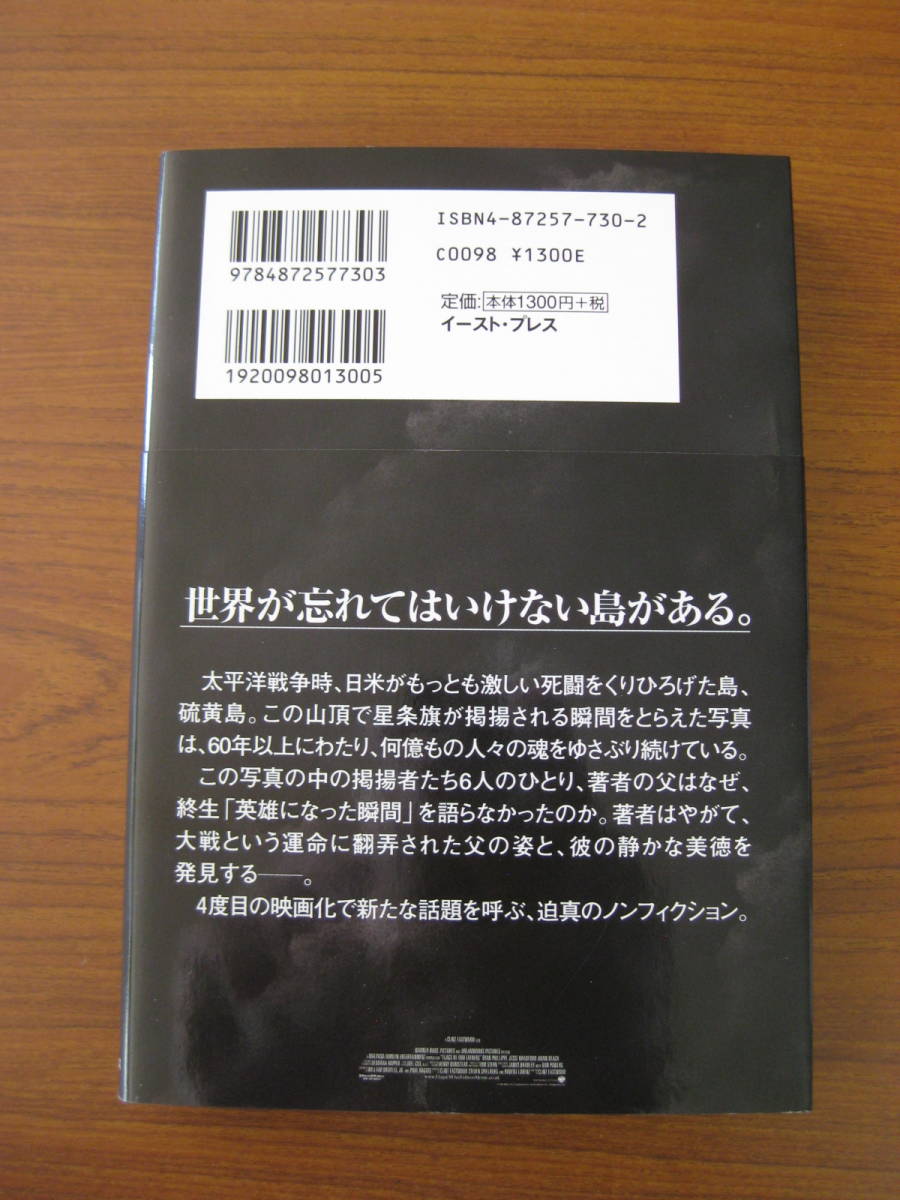 ISBN4-87257-730-2
9784872577303
C0098 ¥1300E
定価:本体1300円+税
イースト・プレス
1920098013005
世界が忘れてはいけない島がある。
太平洋戦争時、日米がもっとも激しい死闘をくりひろげた島、
硫黄島。この山頂で星条旗が掲揚される瞬間をとらえた写真
は、60年以上にわたり、何億もの人々の魂をゆさぶり続けている。
この写真の中の掲揚者たち6人のひとり、著者の父はなぜ、
終生「英雄になった瞬間」を語らなかったのか。著者はやがて、
大戦という運命に翻弄された父の姿と、彼の静かな美徳を
発見する――。
4度目の映画化で新たな話題を呼ぶ、迫真のノンフィクション。